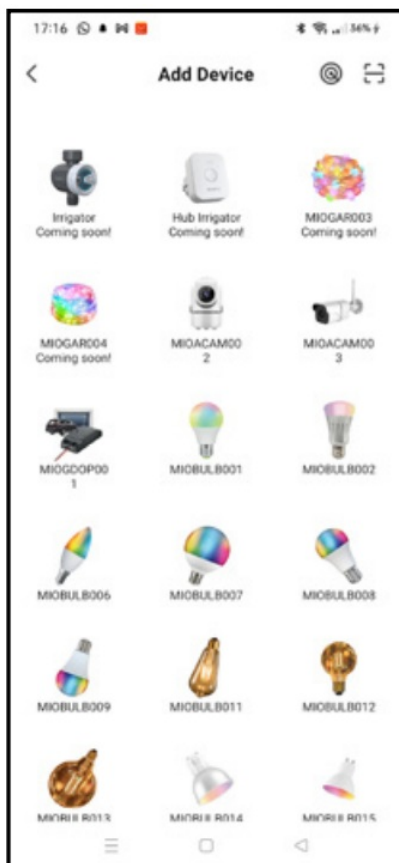 17:16 56%
Add Device
Irrigator Hub Irrigator MIOGAR003
Coming soon! Coming soon! Coming soon!
MIOGAR004 MIOACAM00 MIOACAM00
Coming soon! 2 3
MIOGDOP00 MIOBULB001 MIOBULB002
1
MIOBULB006 MIOBULB007 MIOBULB008
MIOBULB009 MIOBULB011 MIOBULB012
MIOBULB013 MIOBULB014 MIOBULB015